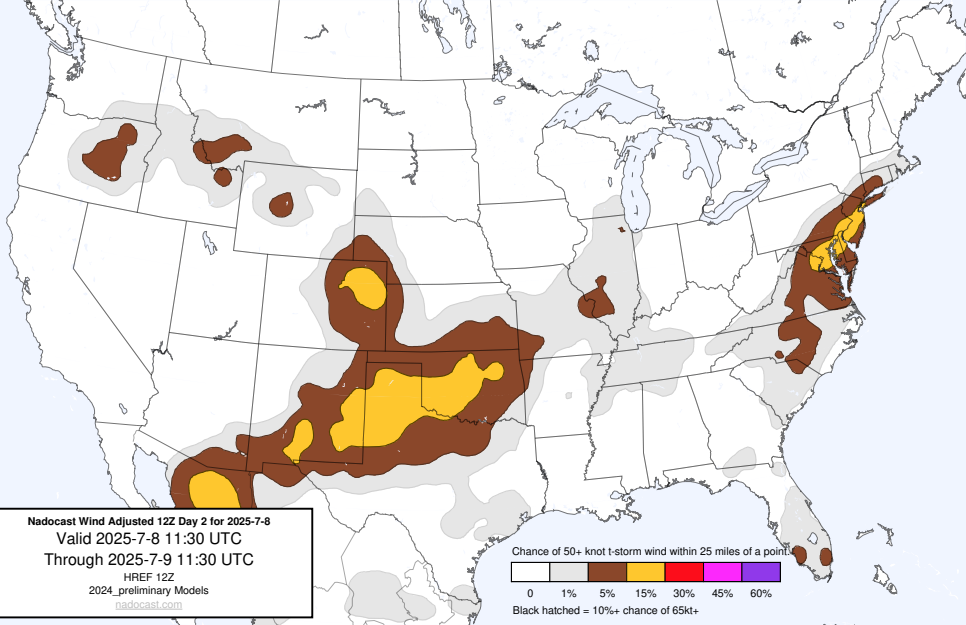 Nadocast Wind Adjusted 12Z Day 2 for 2025-7-8
Valid 2025-7-8 11:30 UTC
Through 2025-7-9 11:30 UTC
HREF 12Z
2024_preliminary Models
nadocast.com
Chance of 50+ knot t-storm wind within 25 miles of a point.
0 1% 5% 15% 30% 45% 60%
Black hatched = 10%+ chance of 65kt+